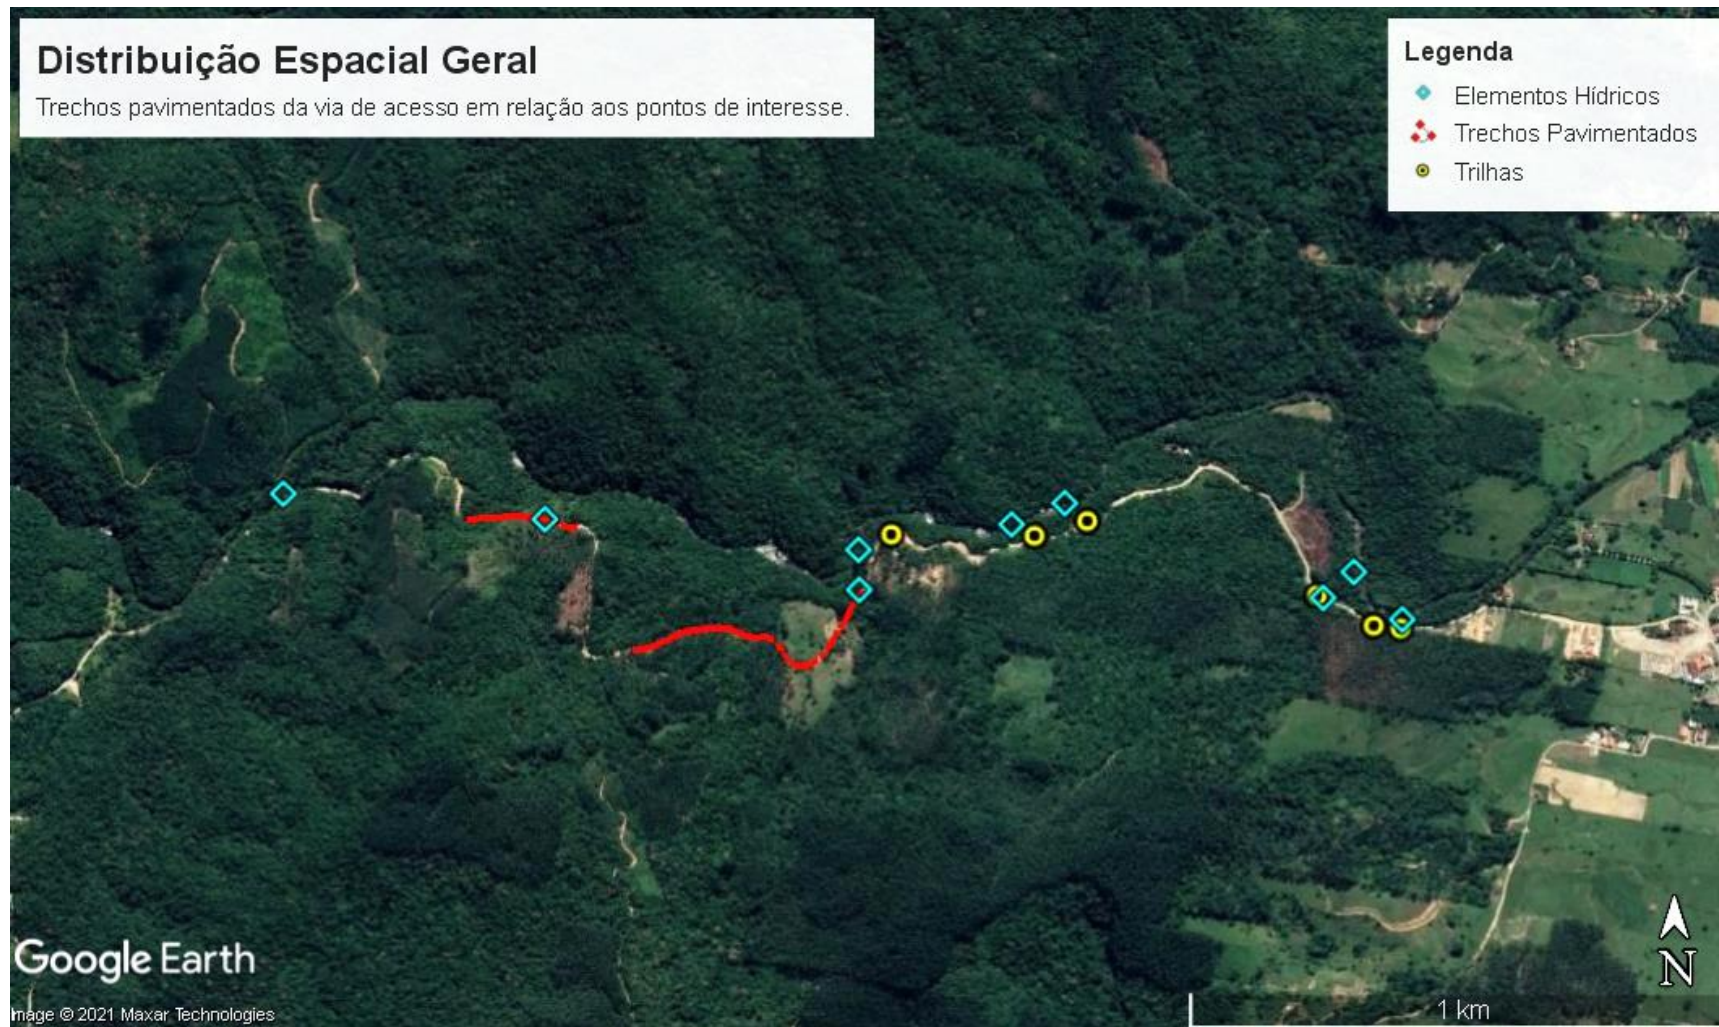 Distribuição Espacial Geral
Trechos pavimentados da via de acesso em relação aos pontos de interesse.
Legenda
Elementos Hídricos
Trechos Pavimentados
Trilhas
Google Earth
mage © 2021 Maxar Technologies
N
1 km